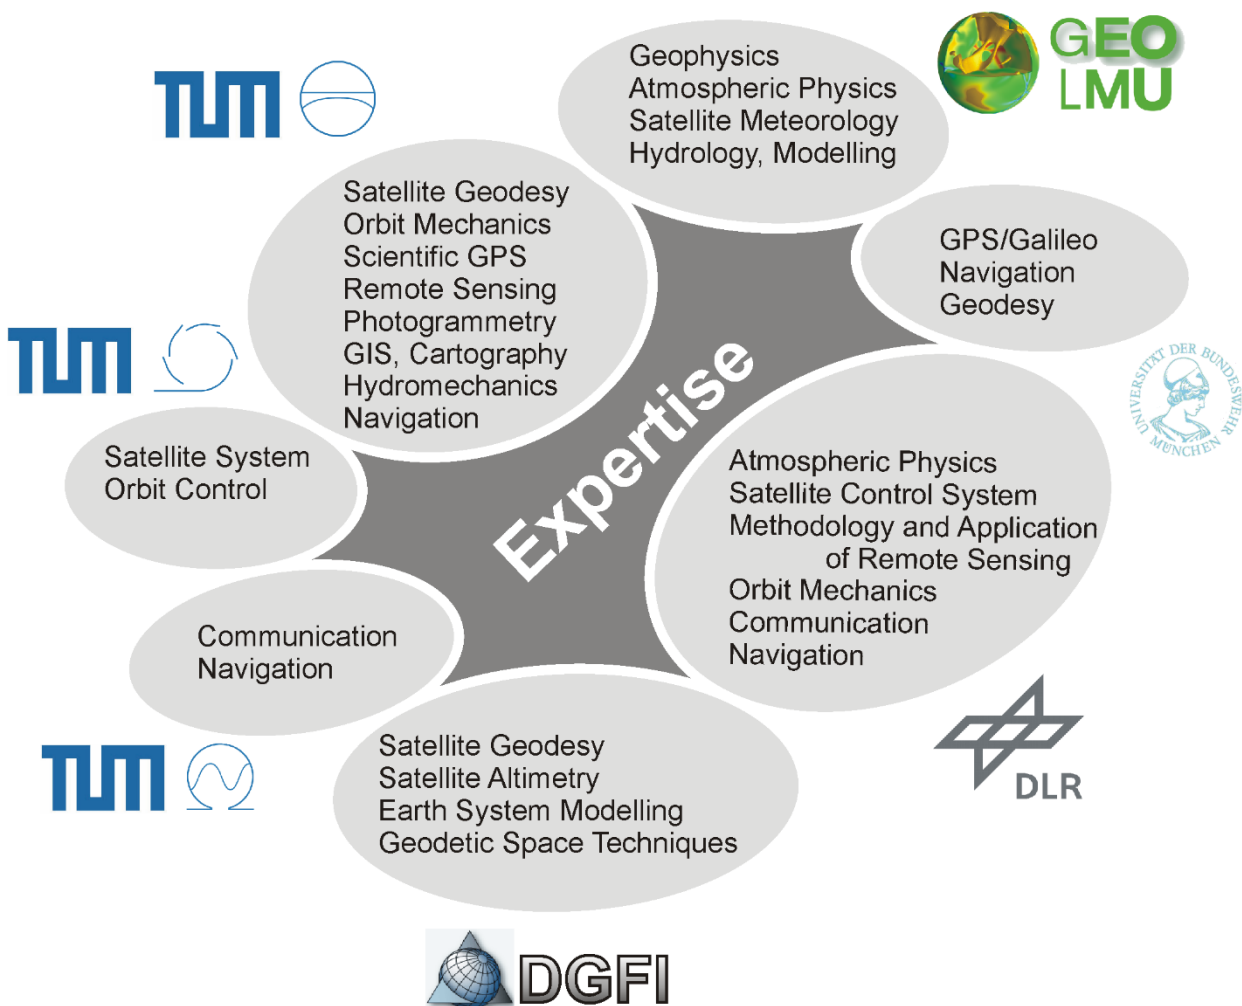 TUM
Geophysics
Atmospheric Physics
Satellite Meteorology
Hydrology, Modelling
GEO
LMU
Satellite Geodesy
Orbit Mechanics
Scientific GPS
Remote Sensing
Photogrammetry
GIS, Cartography
Hydromechanics
Navigation
GPS/Galileo
Navigation
Geodesy
UNIVERSITÄT DER BUNDESWEHR
MÜNCHEN
TUM
Satellite System
Orbit Control
Expertise
Atmospheric Physics
Satellite Control System
Methodology and Application
of Remote Sensing
Orbit Mechanics
Communication
Navigation
DLR
Communication
Navigation
TUM
Satellite Geodesy
Satellite Altimetry
Earth System Modelling
Geodetic Space Techniques
DGFI